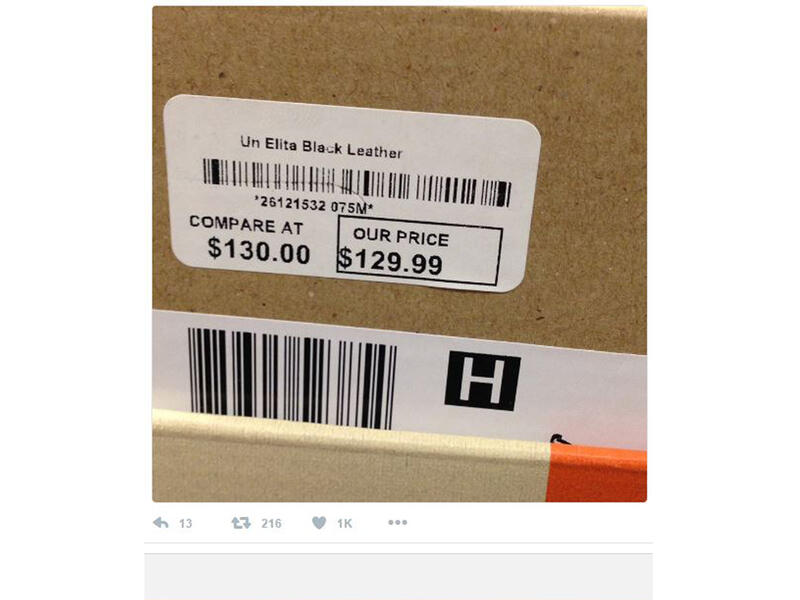 Un Elita Black Leather
*26121532 075M*
COMPARE AT
$130.00
OUR PRICE
$129.99
H
13 216 1K